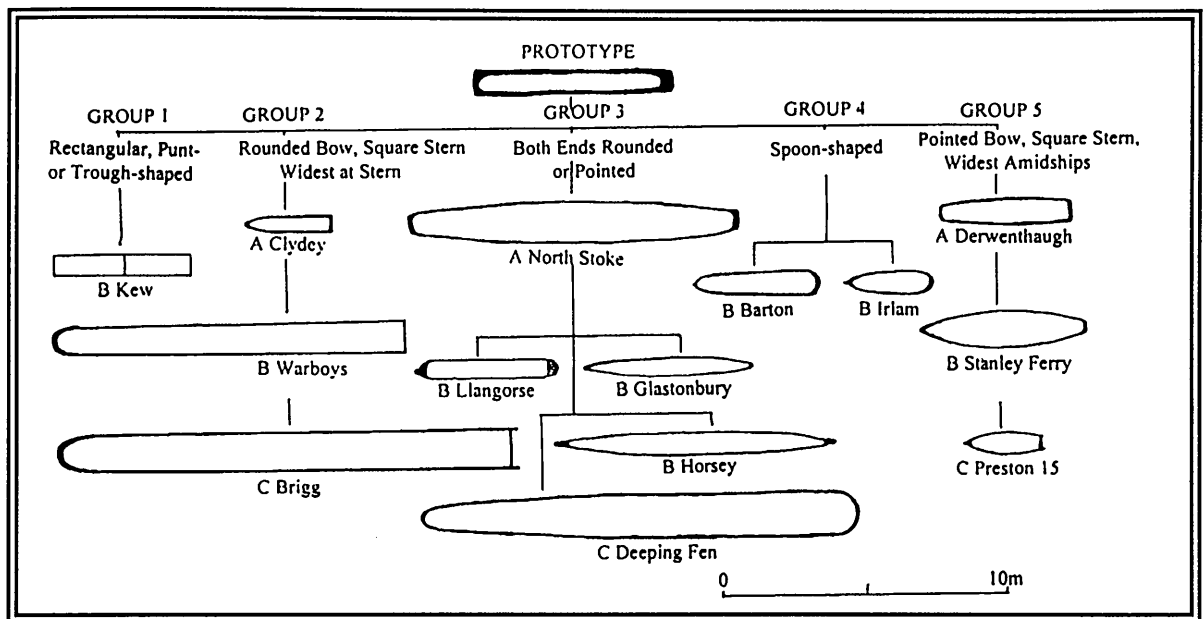 PROTOTYPE
GROUP 1
Rectangular, Punt-
or Trough-shaped
B Kew
GROUP 2
Rounded Bow, Square Stern
Widest at Stern
A Clydey
B Warboys
C Brigg
GROUP 3
Both Ends Rounded
or Pointed
A North Stoke
B Llangorse
B Glastonbury
B Horsey
C Deeping Fen
GROUP 4
Spoon-shaped
B Barton
B Irlam
GROUP 5
Pointed Bow, Square Stern,
Widest Amidships
A Derwenthaugh
B Stanley Ferry
C Preston 15
0
10m